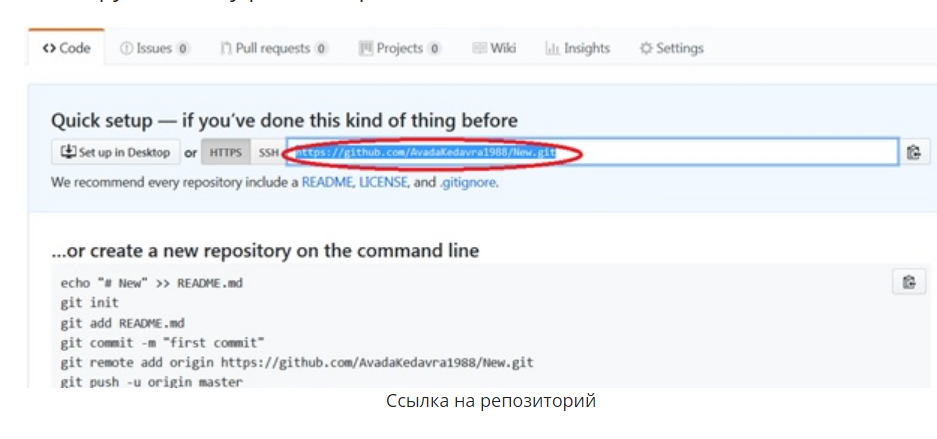 Code Issues 0 Pull requests 0 Projects 0 Wiki Insights Settings
Quick setup — if you've done this kind of thing before
Set up in Desktop or HTTPS SSH https://github.com/AvadaKedavra1988/New.git
We recommend every repository include a README, LICENSE, and .gitignore.
...or create a new repository on the command line
echo "# New" >> README.md
git init
git add README.md
git commit -m "first commit"
git remote add origin https://github.com/AvadaKedavra1988/New.git
git push -u origin master
Ссылка на репозиторий